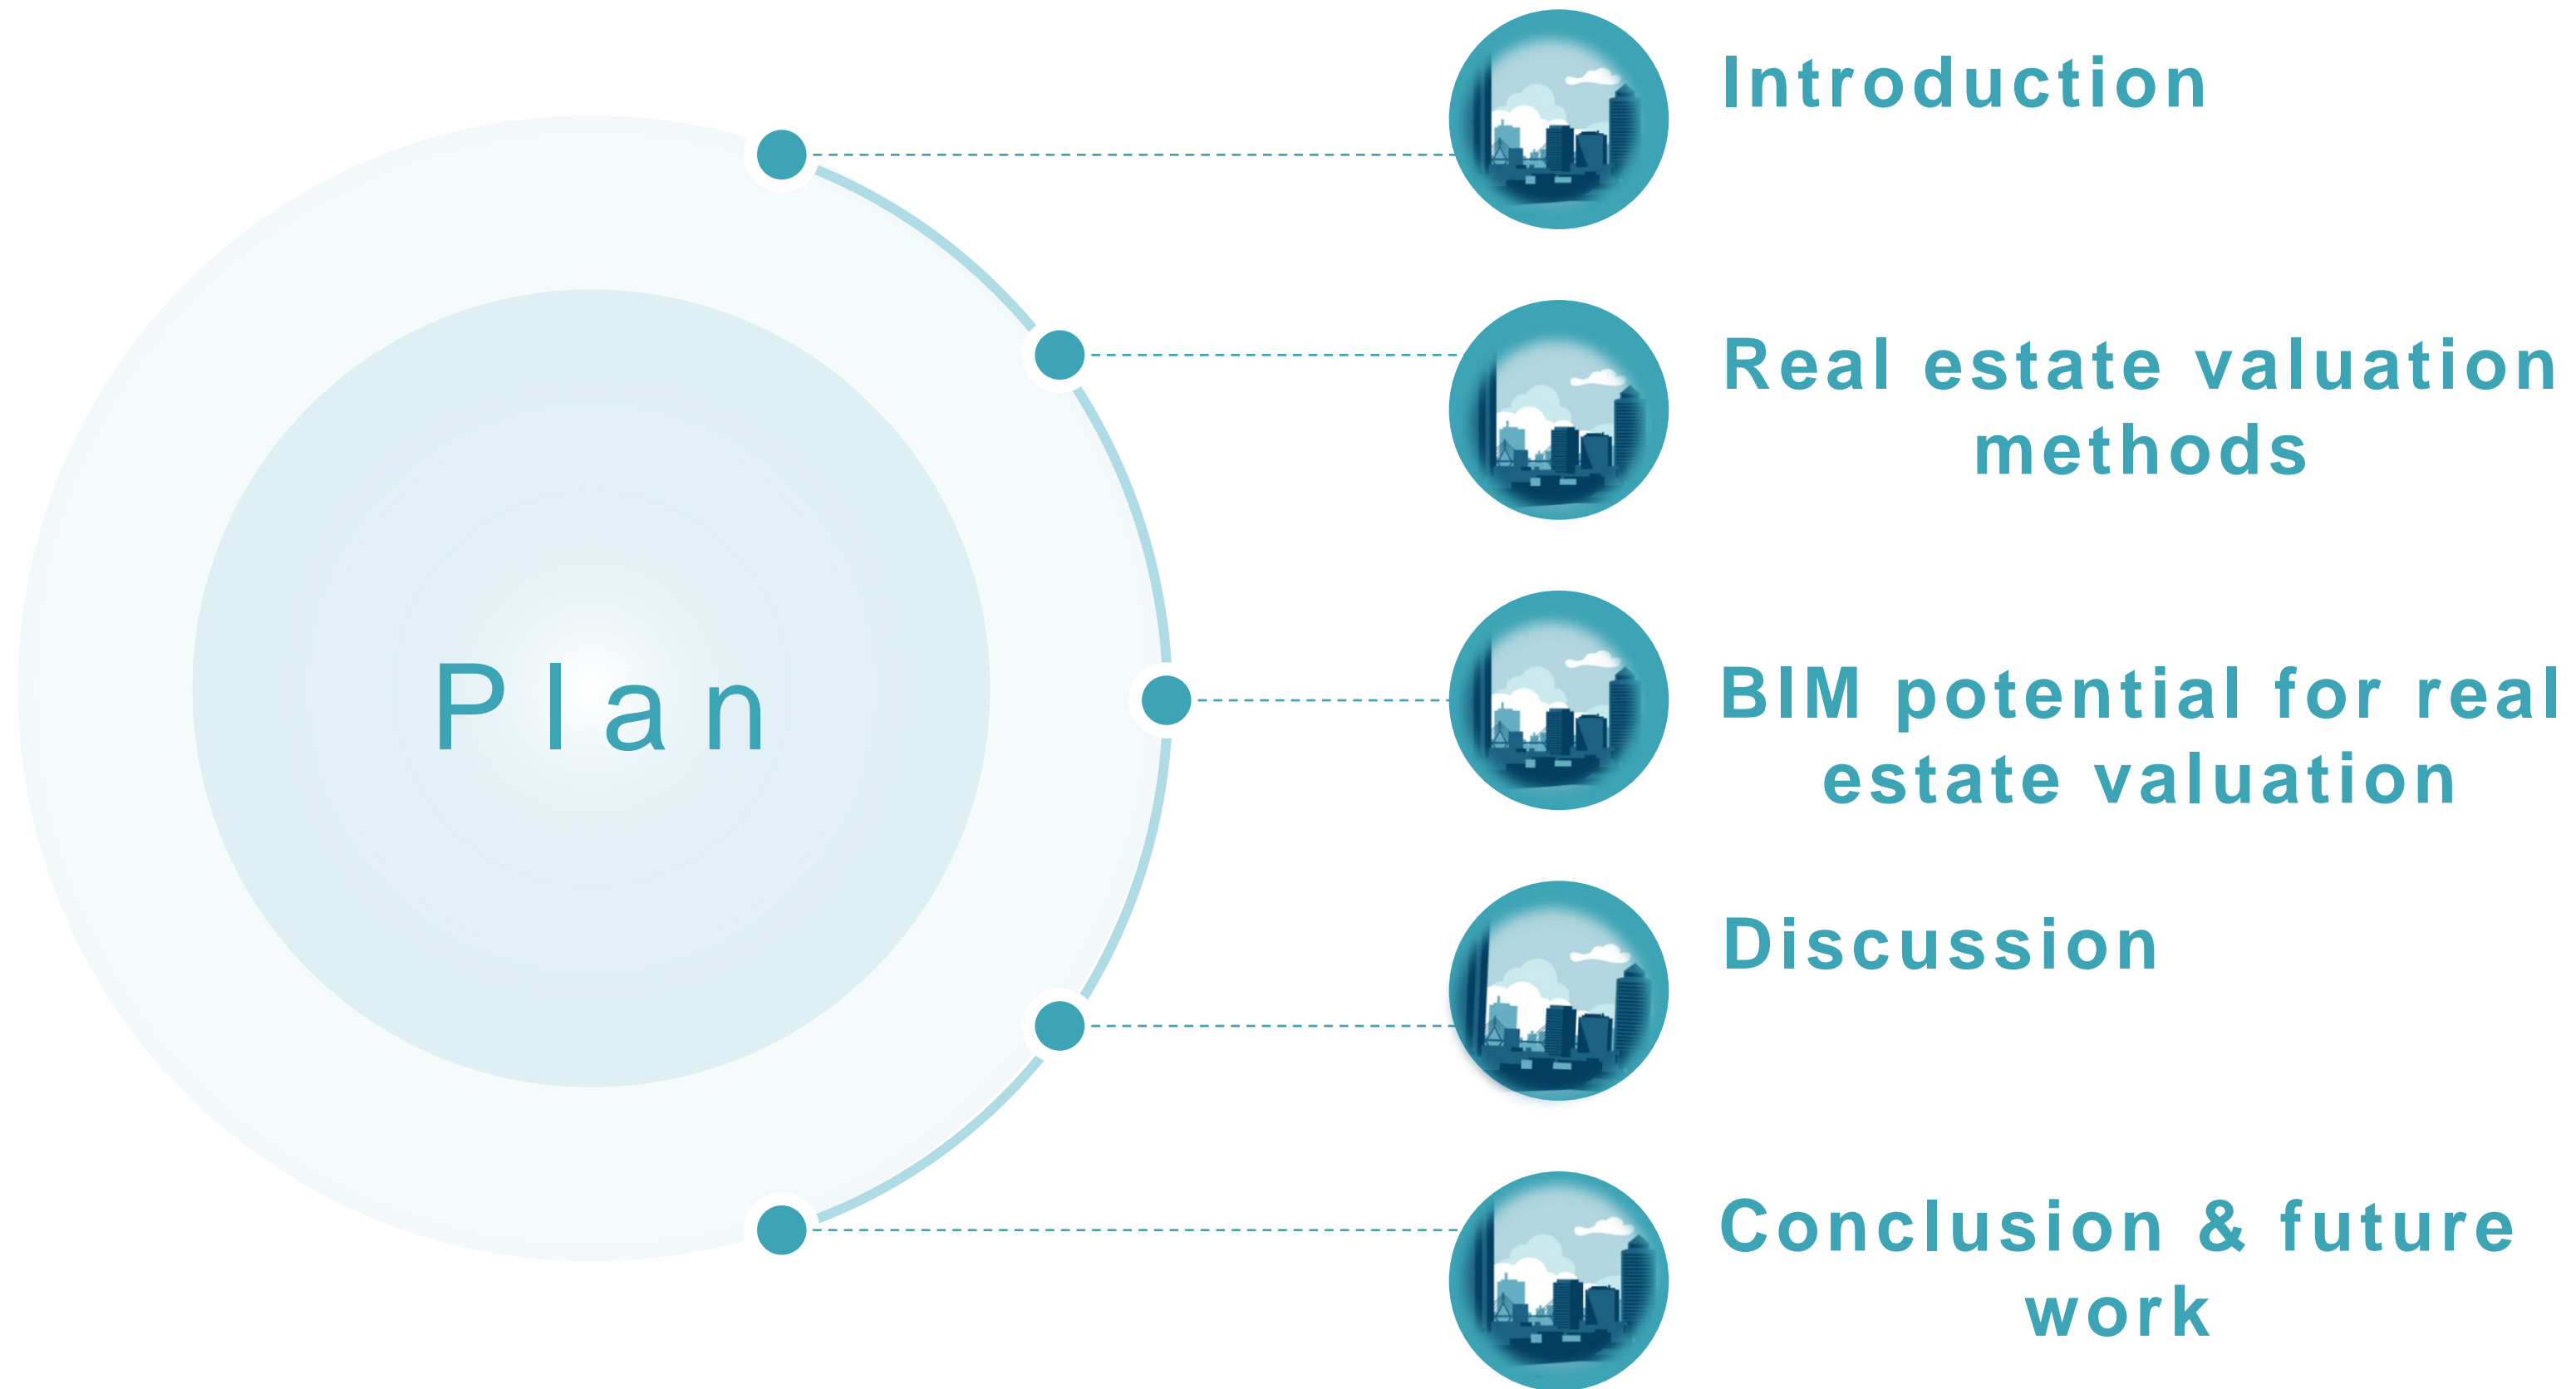 Plan
Introduction
Real estate valuation
methods
BIM potential for real
estate valuation
Discussion
Conclusion & future
work